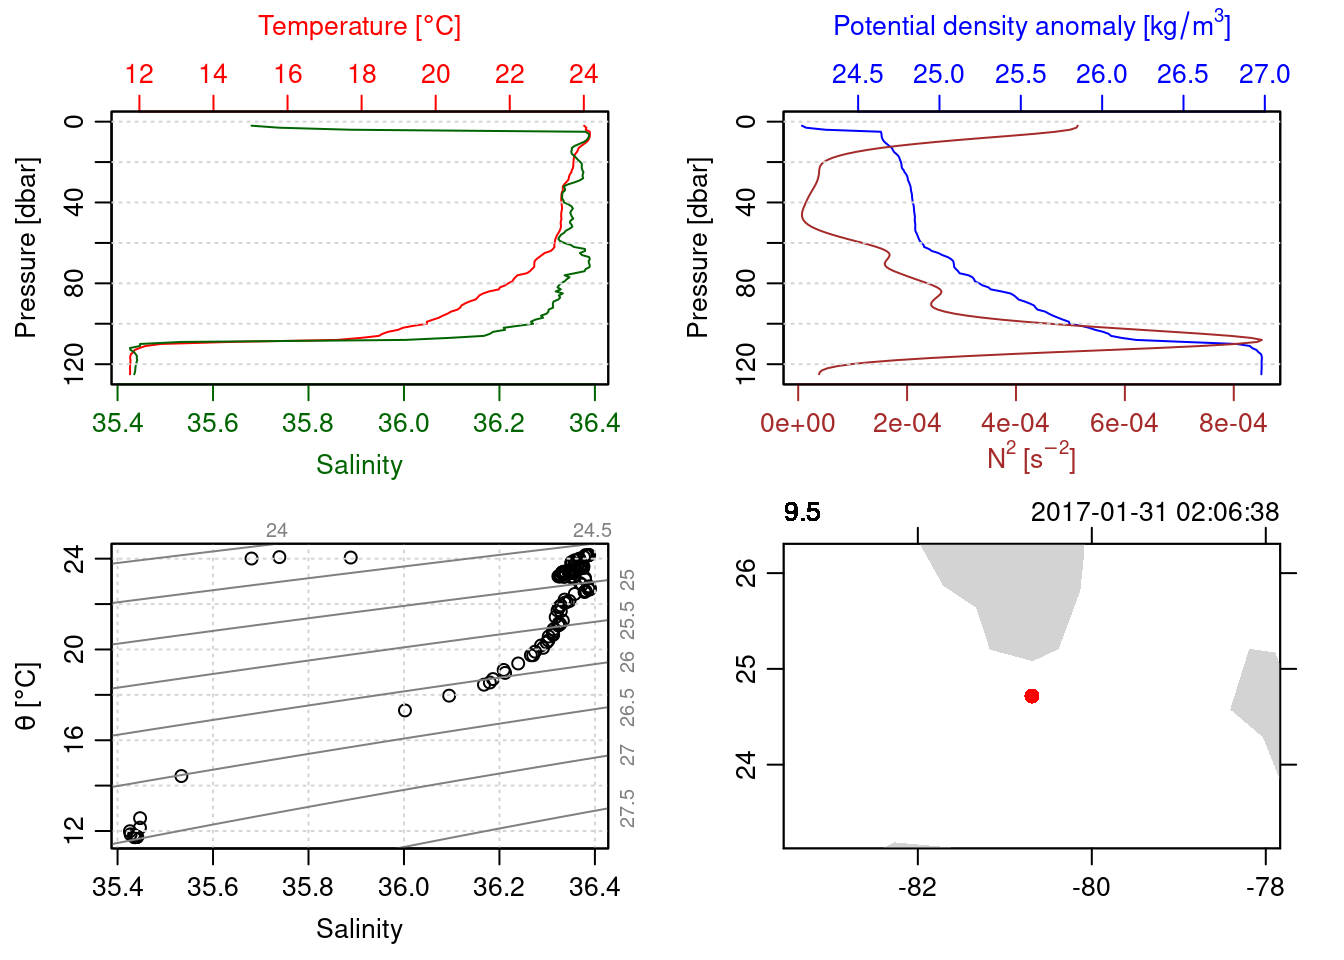 Temperature [°C]
12 14 16 18 20 22 24
Pressure [dbar]
0 40 80 120
35.4 35.6 35.8 36.0 36.2 36.4
Salinity
Potential density anomaly [kg/m³]
24.5 25.0 25.5 26.0 26.5 27.0
Pressure [dbar]
0 40 80 120
0e+00 2e-04 4e-04 6e-04 8e-04
N² [s⁻²]
24 24.5
25
25.5
26
26.5
27
27.5
θ [°C]
24 20 16 12
35.4 35.6 35.8 36.0 36.2 36.4
Salinity
9.5 2017-01-31 02:06:38
26
25
24
-82 -80 -78